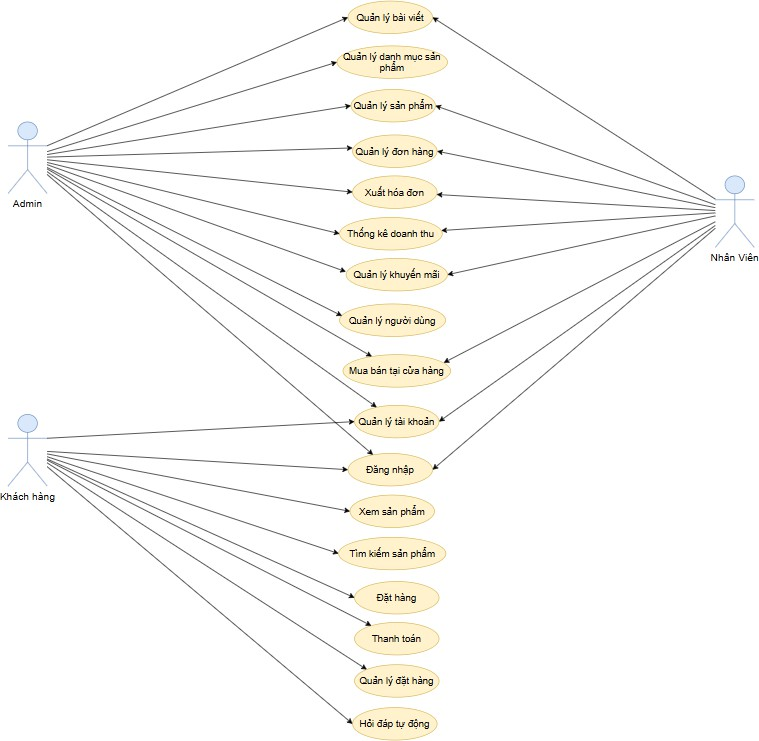 Quản lý bài viết
Quản lý danh mục sản
phẩm
Quản lý sản phẩm
Quản lý đơn hàng
Admin
Xuất hóa đơn
Thống kê doanh thu
Nhân Viên
Quản lý khuyến mãi
Quản lý người dùng
Mua bán tại cửa hàng
Quản lý tài khoản
Đăng nhập
Khách hàng
Xem sản phẩm
Tìm kiếm sản phẩm
Đặt hàng
Thanh toán
Quản lý đặt hàng
Hỏi đáp tự động